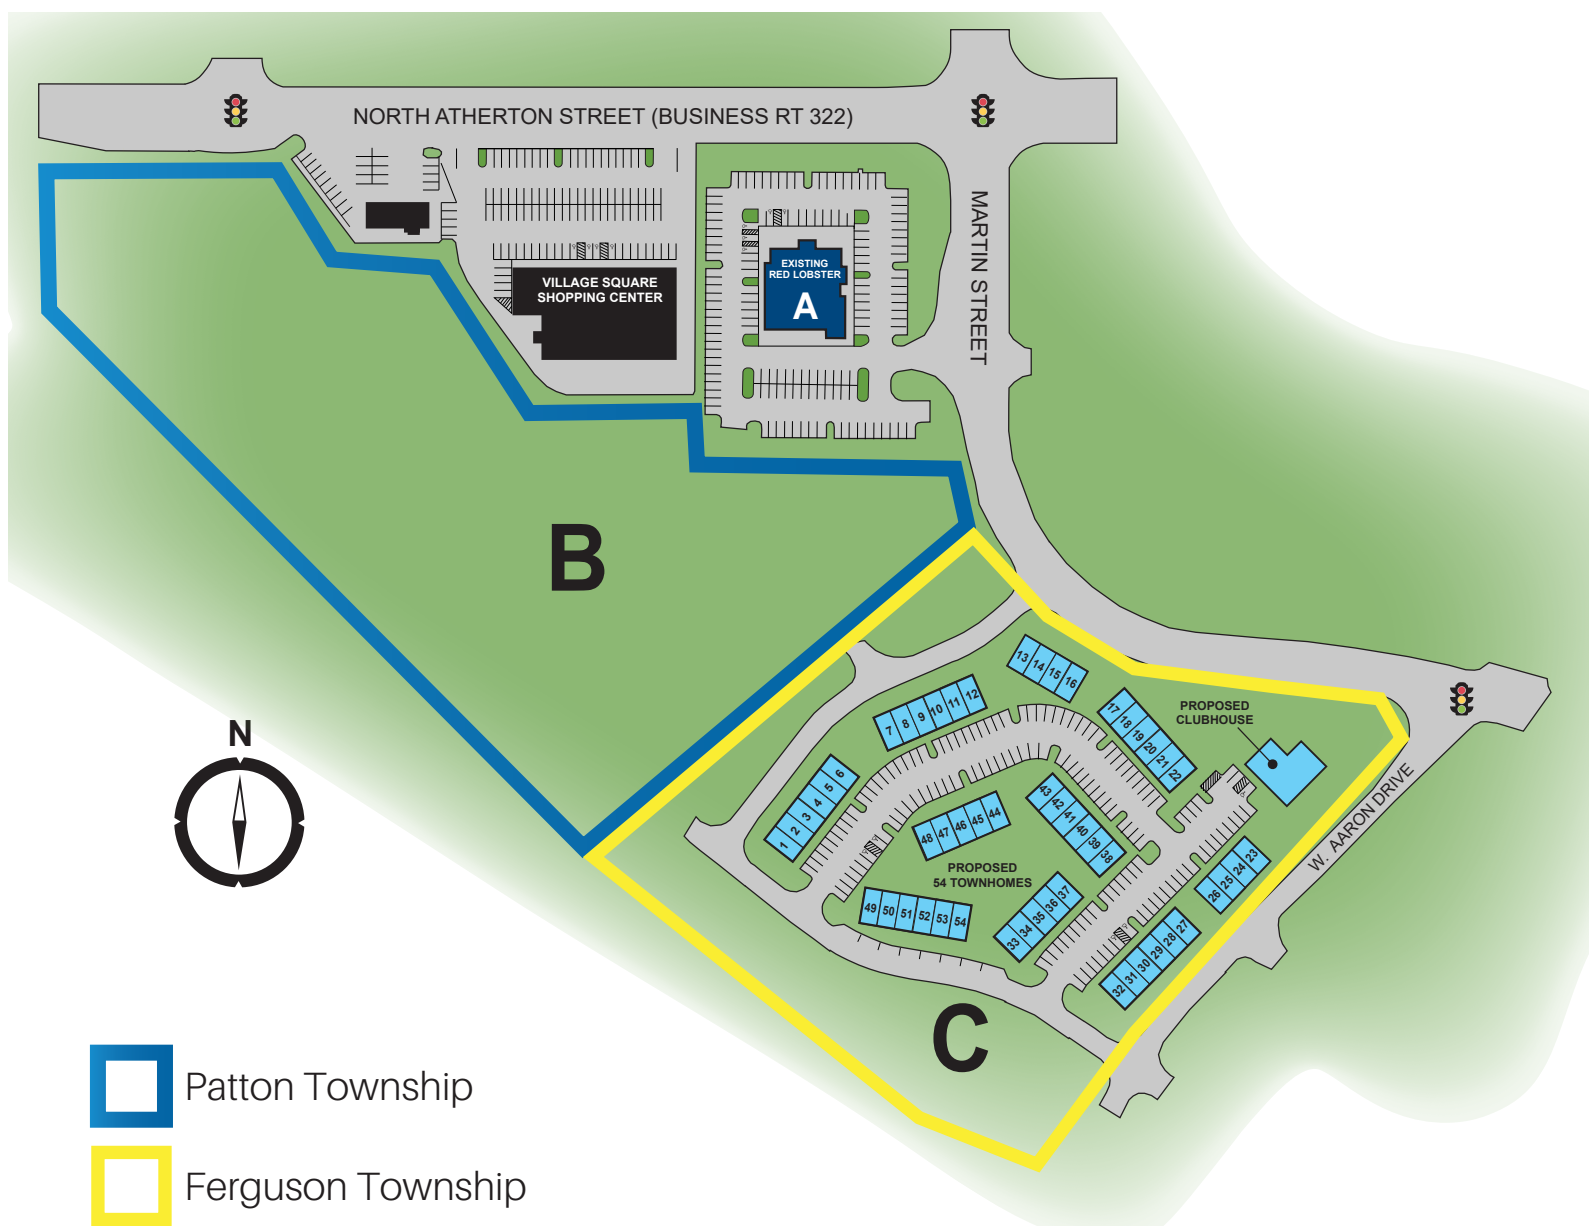 NORTH ATHERTON STREET (BUSINESS RT 322)
MARTIN STREET
VILLAGE SQUARE
SHOPPING CENTER
EXISTING
RED LOBSTER
A
B
N
13 14 15 16
7 8 9 10 11 12
17 18 19 20 21 22
PROPOSED
CLUBHOUSE
1 2 3 4 5 6
43 42 41 40 39 38
48 47 46 45 44
W. AARON DRIVE
PROPOSED
54 TOWNHOMES
26 25 24 23
49 50 51 52 53 54
33 34 35 36 37
32 31 30 29 28 27
C
Patton Township
Ferguson Township